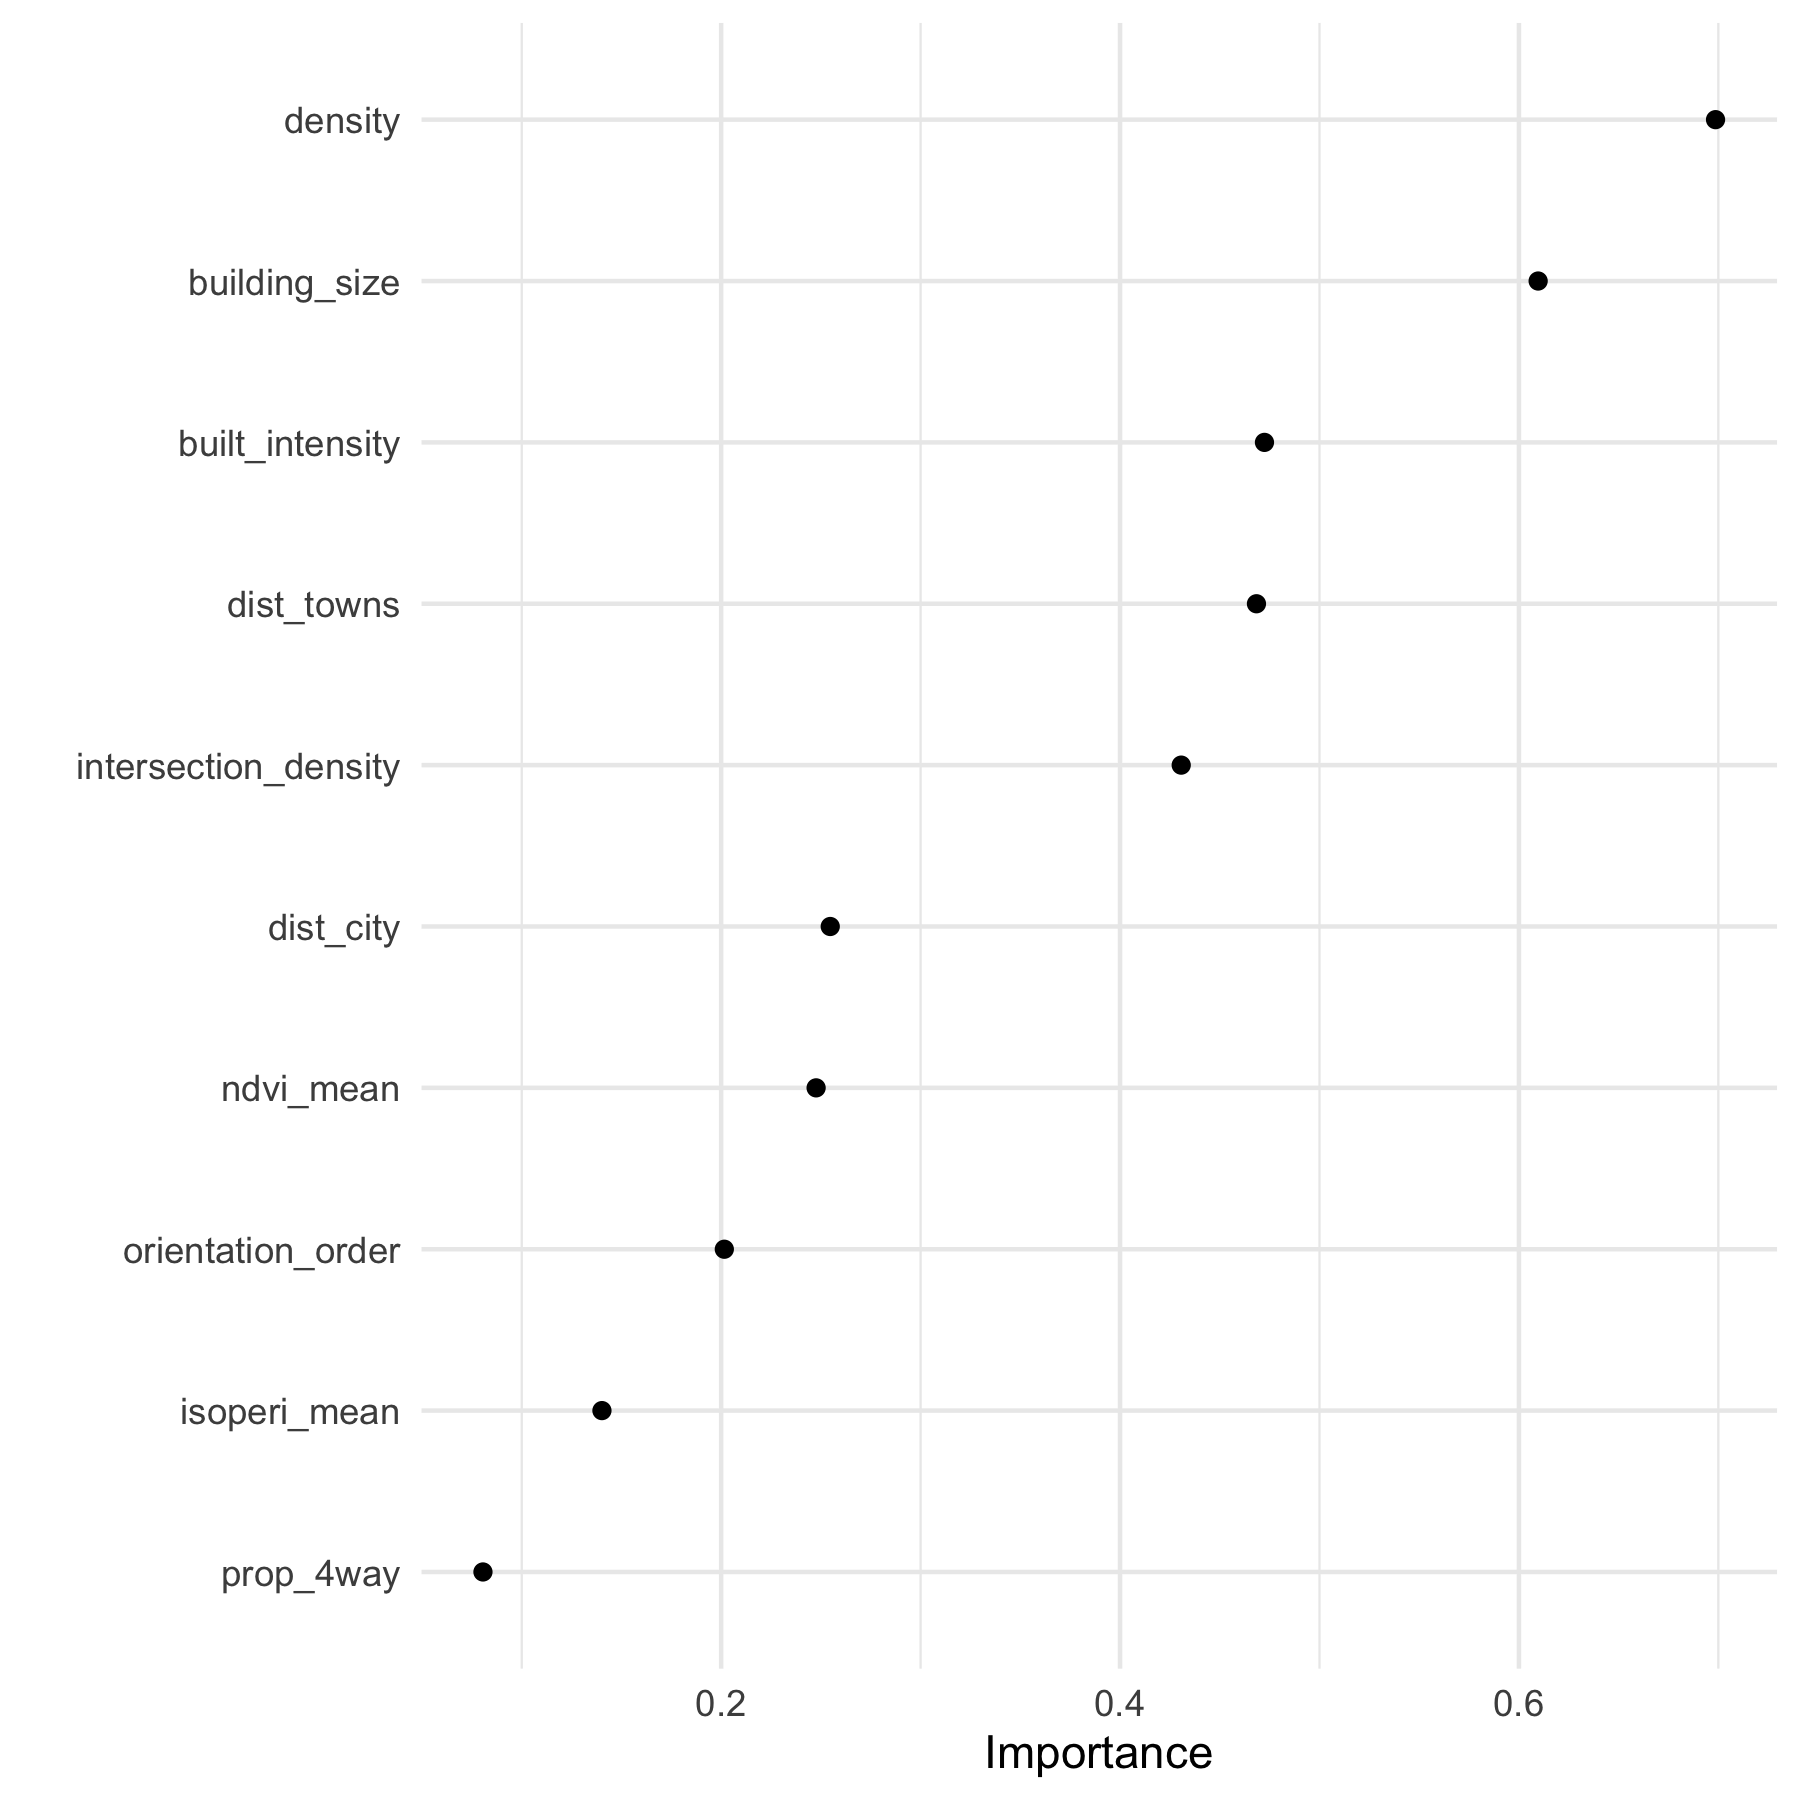 density
building_size
built_intensity
dist_towns
intersection_density
dist_city
ndvi_mean
orientation_order
isoperi_mean
prop_4way
0.2 0.4 0.6
Importance